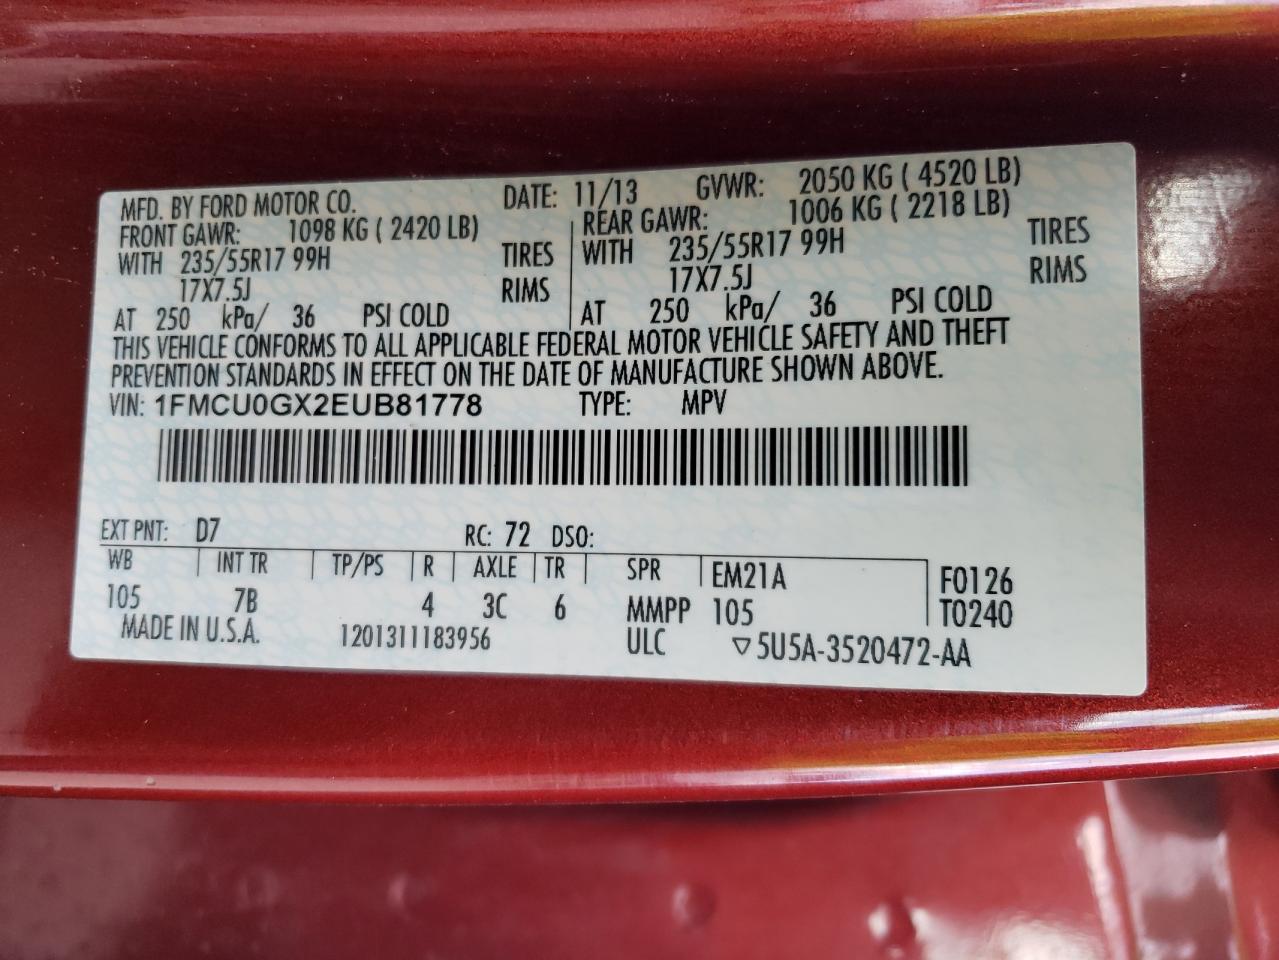 MFD. BY FORD MOTOR CO. DATE: 11/13 GVWR: 2050 KG ( 4520 LB)
FRONT GAWR: 1098 KG ( 2420 LB) REAR GAWR: 1006 KG ( 2218 LB)
WITH 235/55R17 99H TIRES WITH 235/55R17 99H TIRES
17X7.5J RIMS 17X7.5J RIMS
AT 250 kPa/ 36 PSI COLD AT 250 kPa/ 36 PSI COLD
THIS VEHICLE CONFORMS TO ALL APPLICABLE FEDERAL MOTOR VEHICLE SAFETY AND THEFT
PREVENTION STANDARDS IN EFFECT ON THE DATE OF MANUFACTURE SHOWN ABOVE.
VIN: 1FMCU0GX2EUB81778 TYPE: MPV
EXT PNT: D7 RC: 72 DSO:
WB INT TR TP/PS R AXLE TR SPR EM21A F0126
105 7B 4 3C 6 MMPP 105 T0240
MADE IN U.S.A. 1201311183956 ULC ▽5U5A-3520472-AA